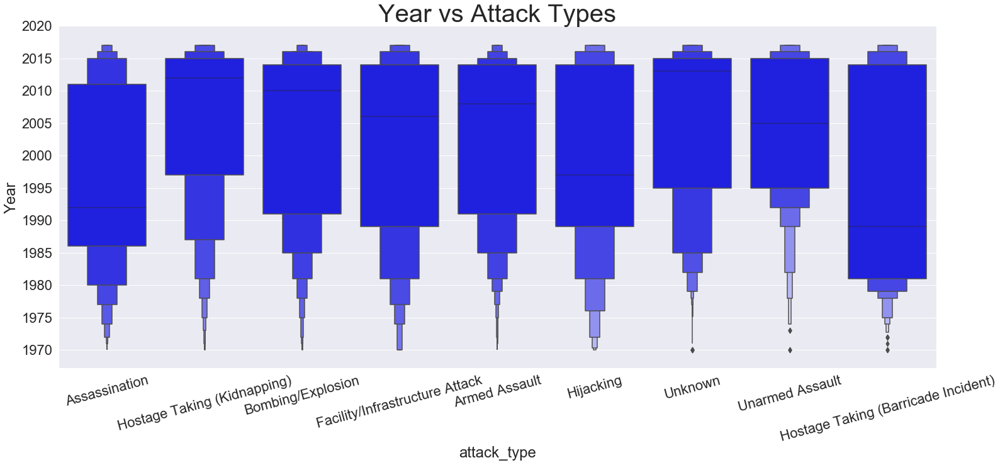 Year vs Attack Types
2020
2015
2010
2005
2000
1995
1990
1985
1980
1975
1970
Year
Assassination
Hostage Taking (Kidnapping)
Bombing/Explosion
Facility/Infrastructure Attack
Armed Assault
Hijacking
Unknown
Unarmed Assault
Hostage Taking (Barricade Incident)
attack_type